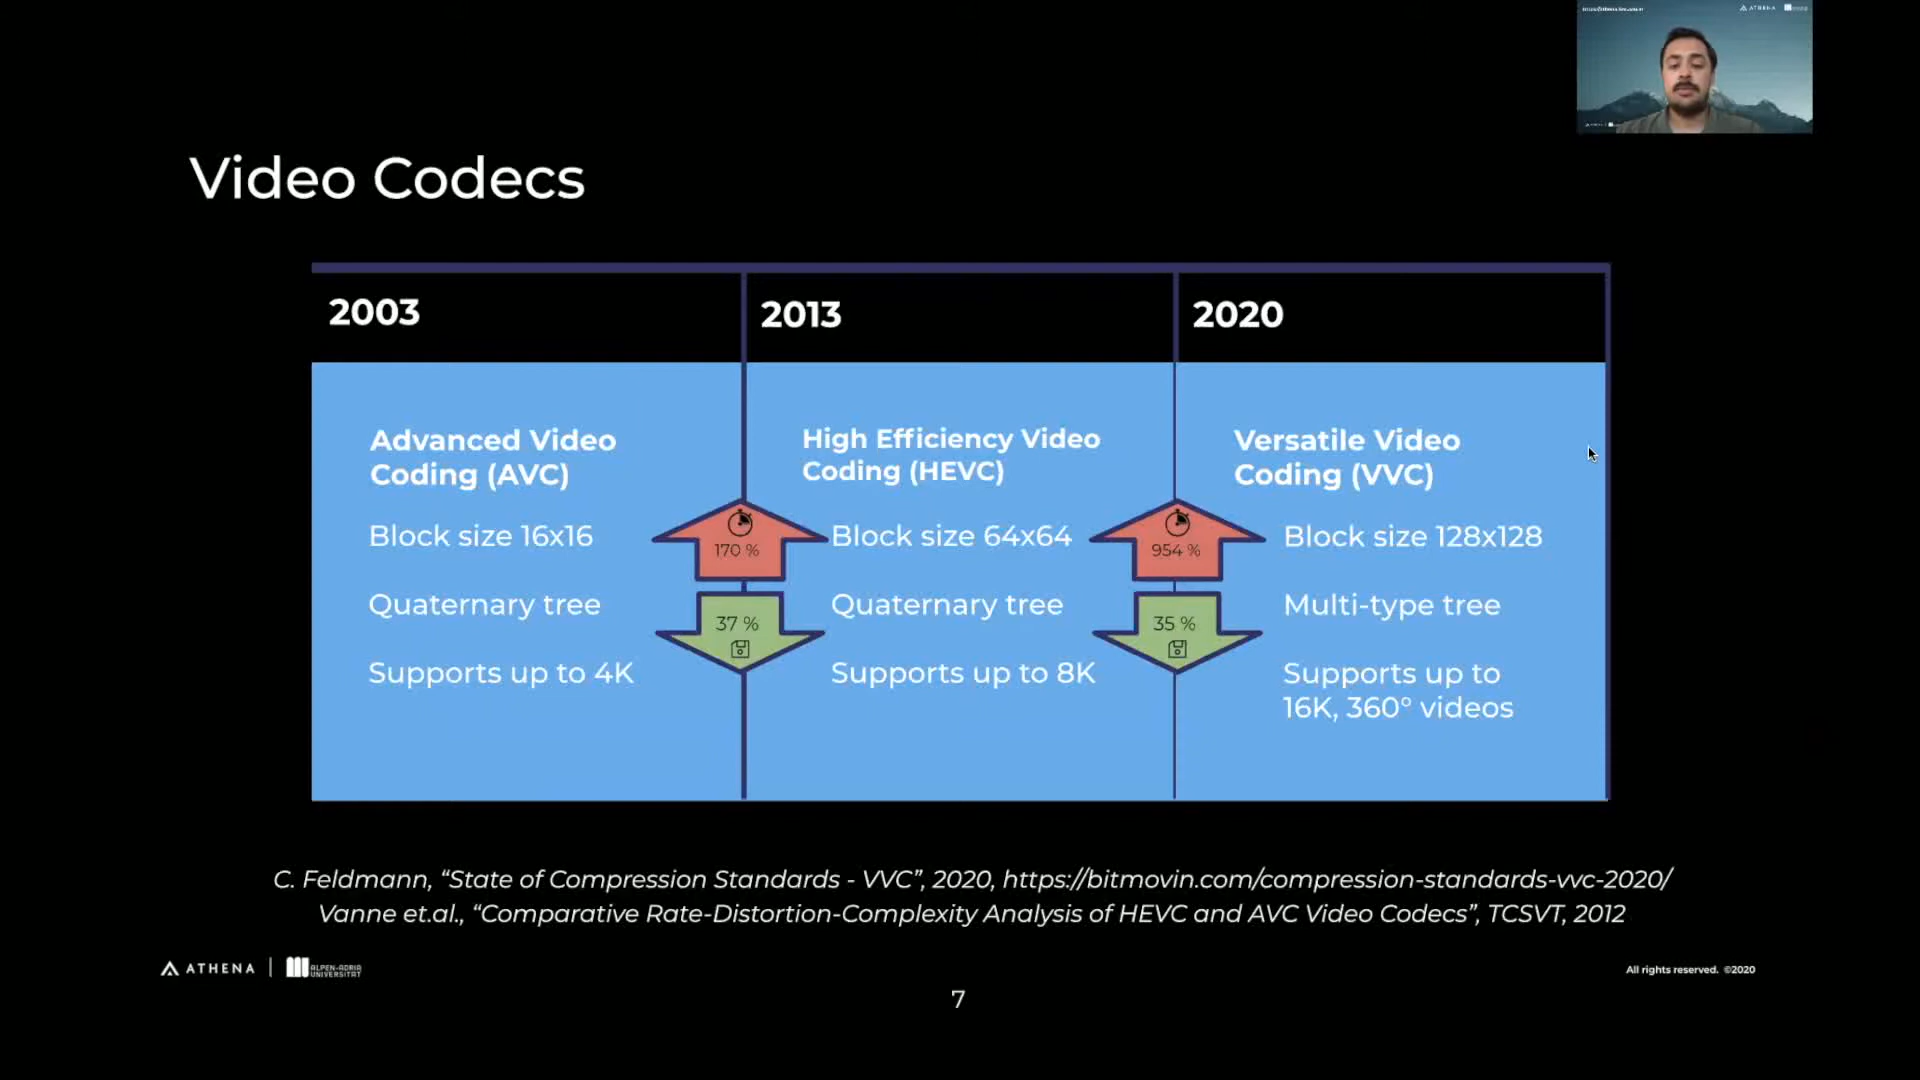 ATHENA
Video Codecs
2003
2013
2020
Advanced Video
Coding (AVC)
Block size 16x16
Quaternary tree
Supports up to 4K
170 %
37 %
High Efficiency Video
Coding (HEVC)
Block size 64x64
Quaternary tree
Supports up to 8K
954 %
35 %
Versatile Video
Coding (VVC)
Block size 128x128
Multi-type tree
Supports up to
16K, 360° videos
C. Feldmann, “State of Compression Standards - VVC”, 2020, https://bitmovin.com/compression-standards-vvc-2020/
Vanne et.al., “Comparative Rate-Distortion-Complexity Analysis of HEVC and AVC Video Codecs”, TCSVT, 2012
ATHENA
ALPEN-ADRIA
UNIVERSITÄT
All rights reserved. ©2020
7